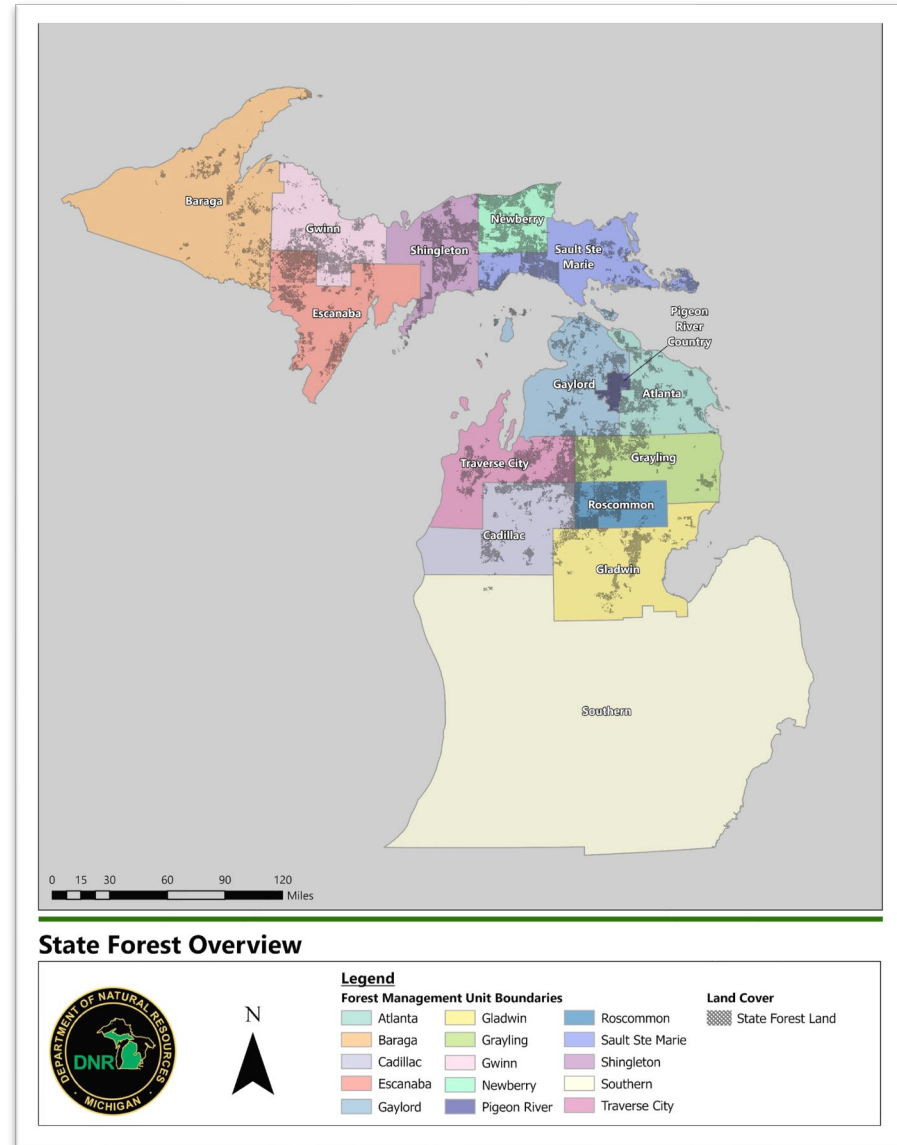 Baraga
Gwinn
Newberry
Shingleton
Sault Ste
Marie
Escanaba
Pigeon
River
Country
Gaylord
Atlanta
Traverse City
Grayling
Roscommon
Cadillac
Gladwin
Southern
0 15 30 60 90 120
Miles
State Forest Overview
DEPARTMENT OF NATURAL RESOURCES
DNR
MICHIGAN
N
Legend
Forest Management Unit Boundaries
Atlanta
Baraga
Cadillac
Escanaba
Gaylord
Gladwin
Grayling
Gwinn
Newberry
Pigeon River
Roscommon
Sault Ste Marie
Shingleton
Southern
Traverse City
Land Cover
State Forest Land